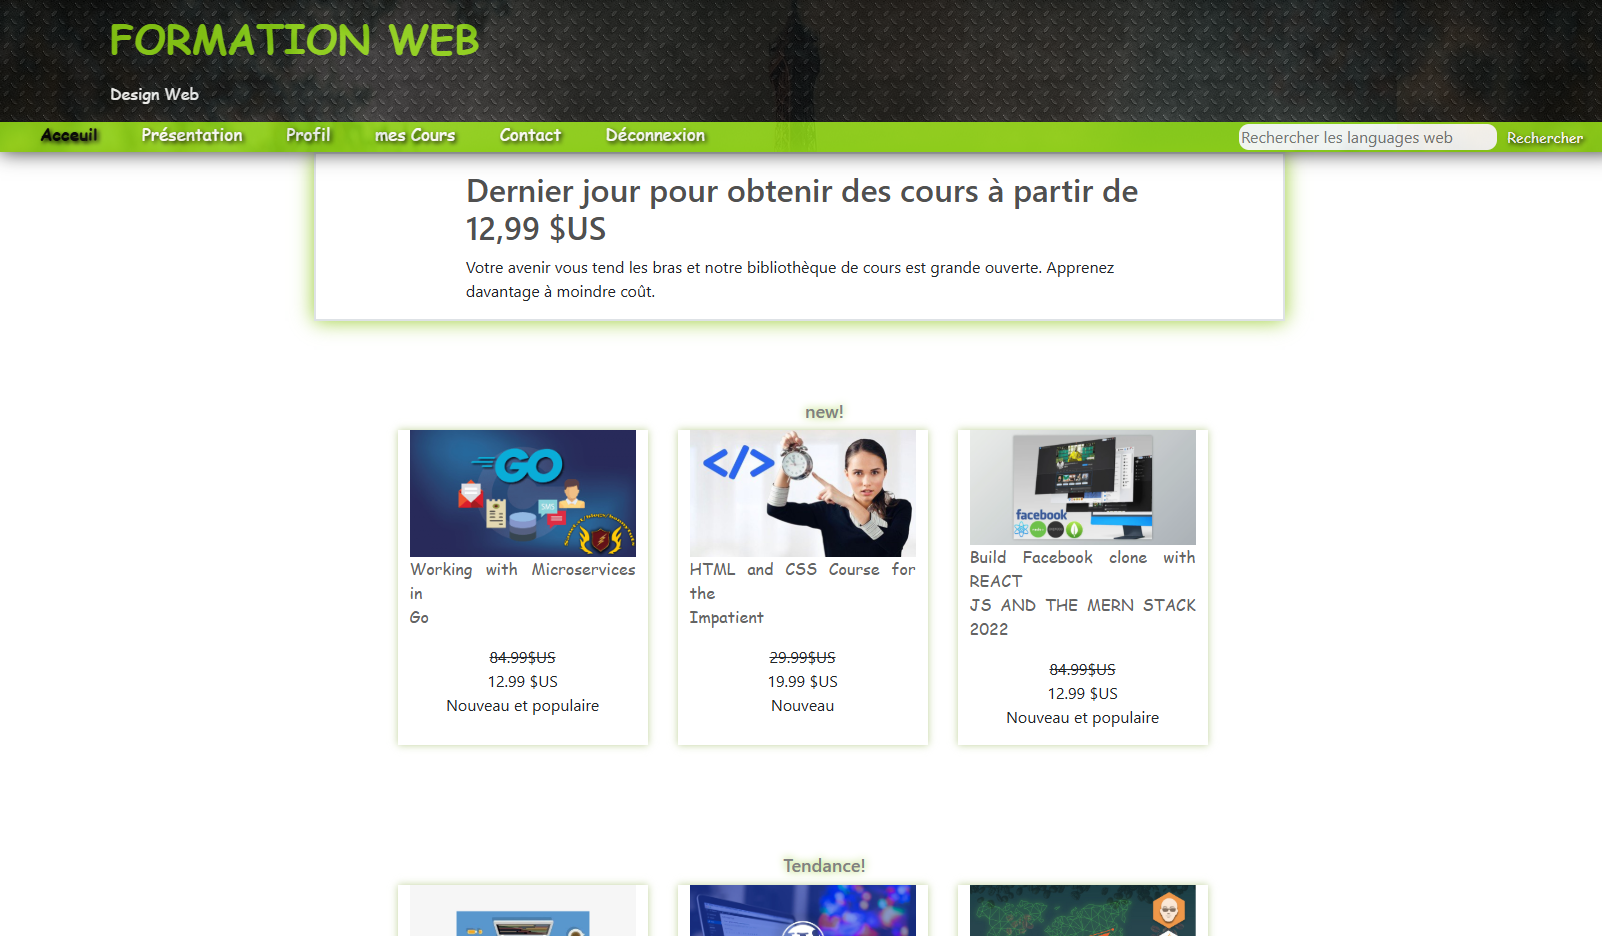 FORMATION WEB
Design Web
Acceuil Présentation Profil mes Cours Contact Déconnexion Rechercher les languages web Rechercher
Dernier jour pour obtenir des cours à partir de
12,99 $US
Votre avenir vous tend les bras et notre bibliothèque de cours est grande ouverte. Apprenez
davantage à moindre coût.
new!
GO
SMS
Working with Microservices
in
Go
84.99$US
12.99 $US
Nouveau et populaire
</>
HTML and CSS Course for
the
Impatient
29.99$US
19.99 $US
Nouveau
facebook
Build Facebook clone with
REACT
JS AND THE MERN STACK
2022
84.99$US
12.99 $US
Nouveau et populaire
Tendance!